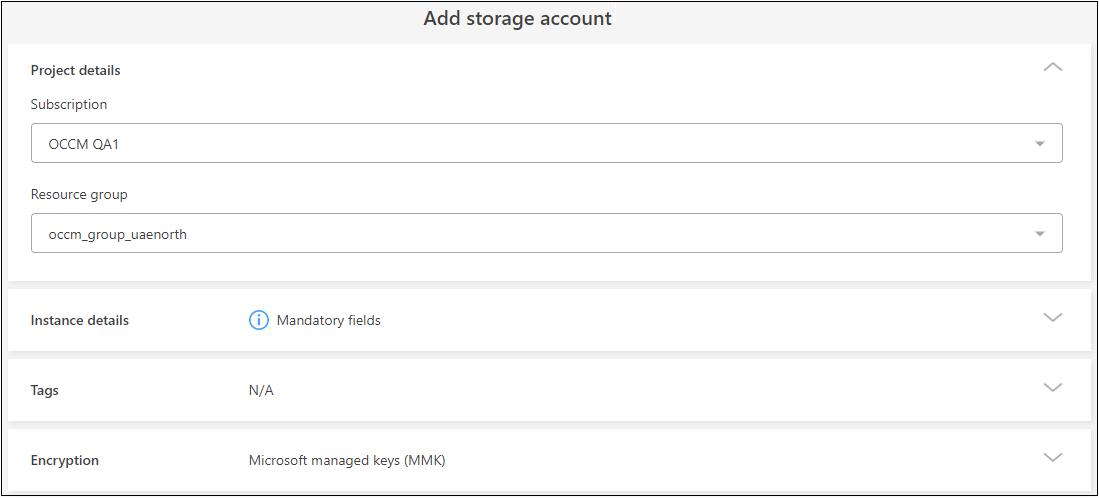 Add storage account
Project details
Subscription
OCCM QA1
Resource group
occm_group_uaenorth
Instance details Mandatory fields
Tags N/A
Encryption Microsoft managed keys (MMK)